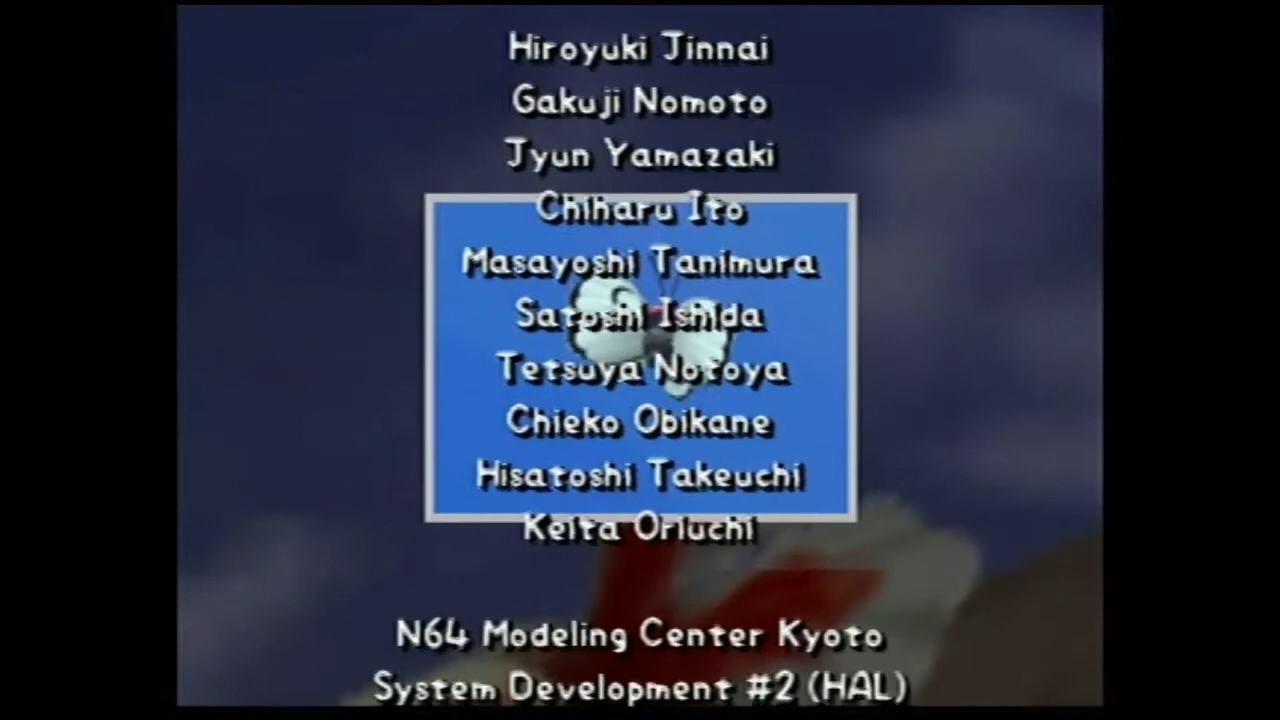 Hiroyuki Jinnai
Gakuji Nomoto
Jyun Yamazaki
Chiharu Ito
Masayoshi Tanimura
Satoshi Ishida
Tetsuya Notoya
Chieko Obikane
Hisatoshi Takeuchi
Keita Oriuchi
N64 Modeling Center Kyoto
System Development #2 (HAL)